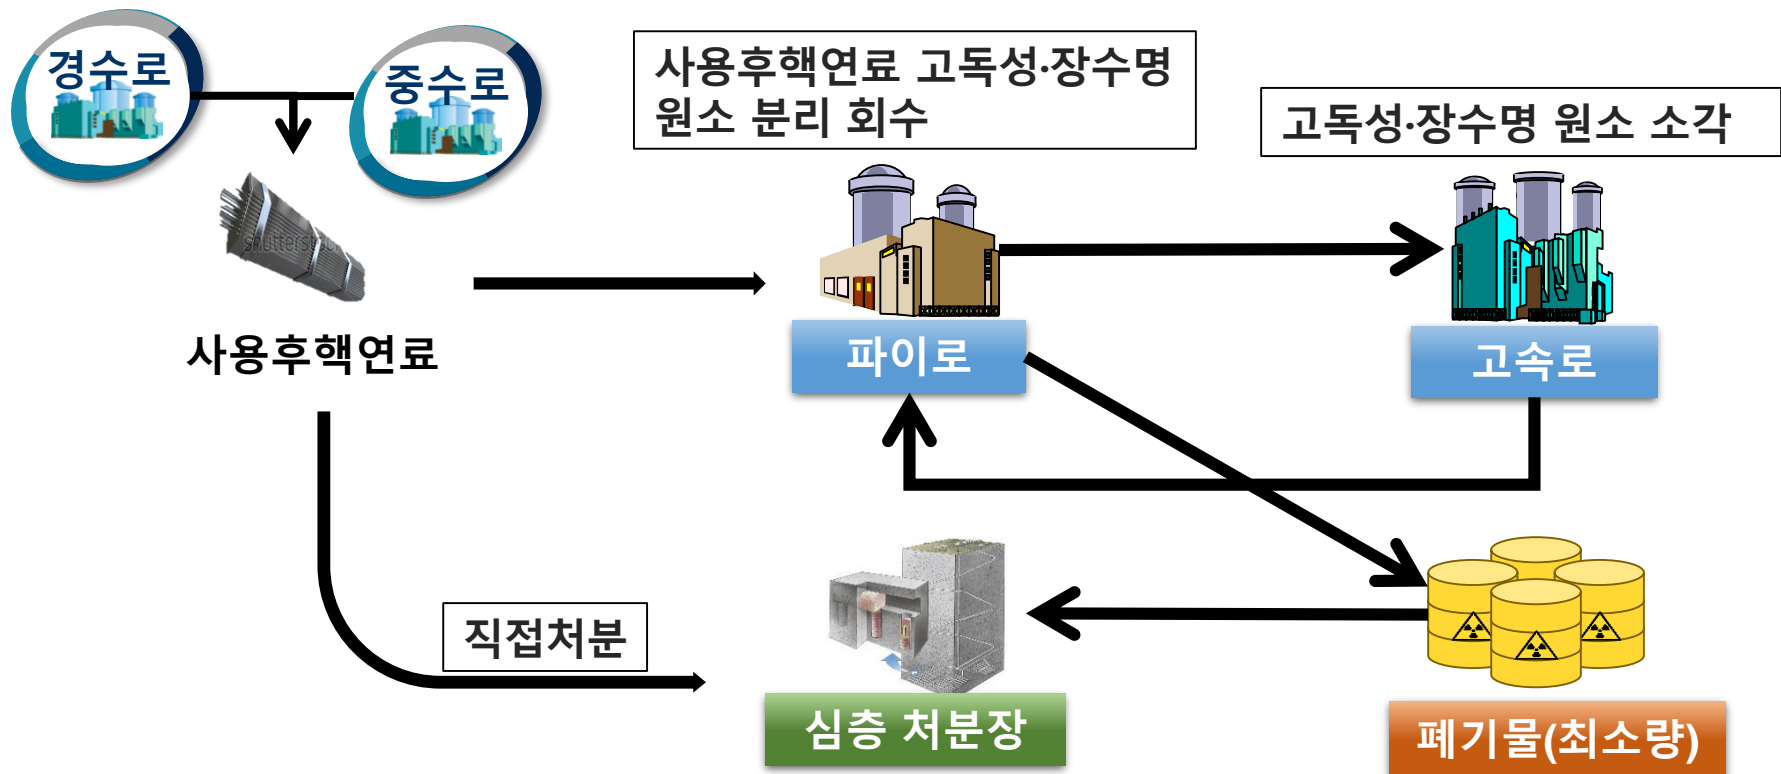 경수로
중수로
사용후핵연료 고독성·장수명
원소 분리 회수
고독성·장수명 원소 소각
shutterstock
사용후핵연료
파이로
고속로
직접처분
심층 처분장
폐기물(최소량)